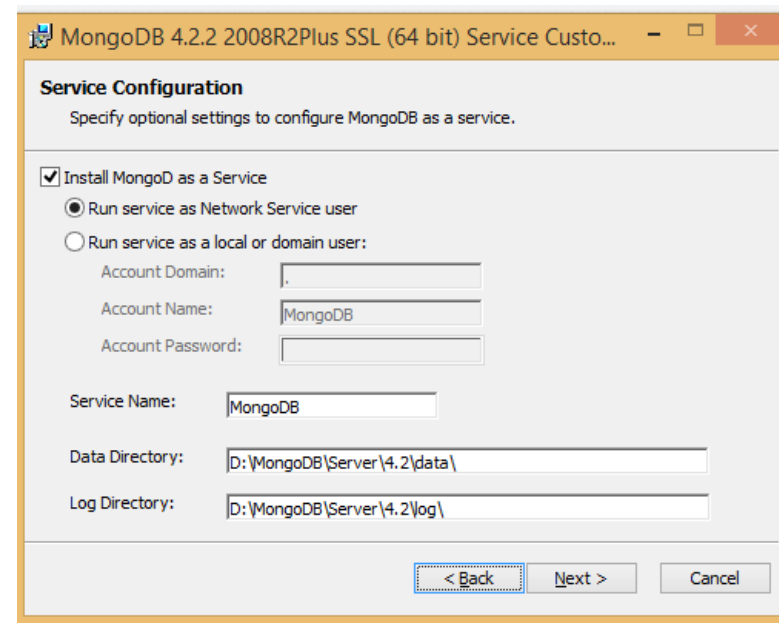 MongoDB 4.2.2 2008R2Plus SSL (64 bit) Service Custo...
Service Configuration
Specify optional settings to configure MongoDB as a service.
Install MongoD as a Service
Run service as Network Service user
Run service as a local or domain user:
Account Domain: .
Account Name: MongoDB
Account Password:
Service Name: MongoDB
Data Directory: D:\MongoDB\Server\4.2\data\
Log Directory: D:\MongoDB\Server\4.2\log\
< Back Next > Cancel